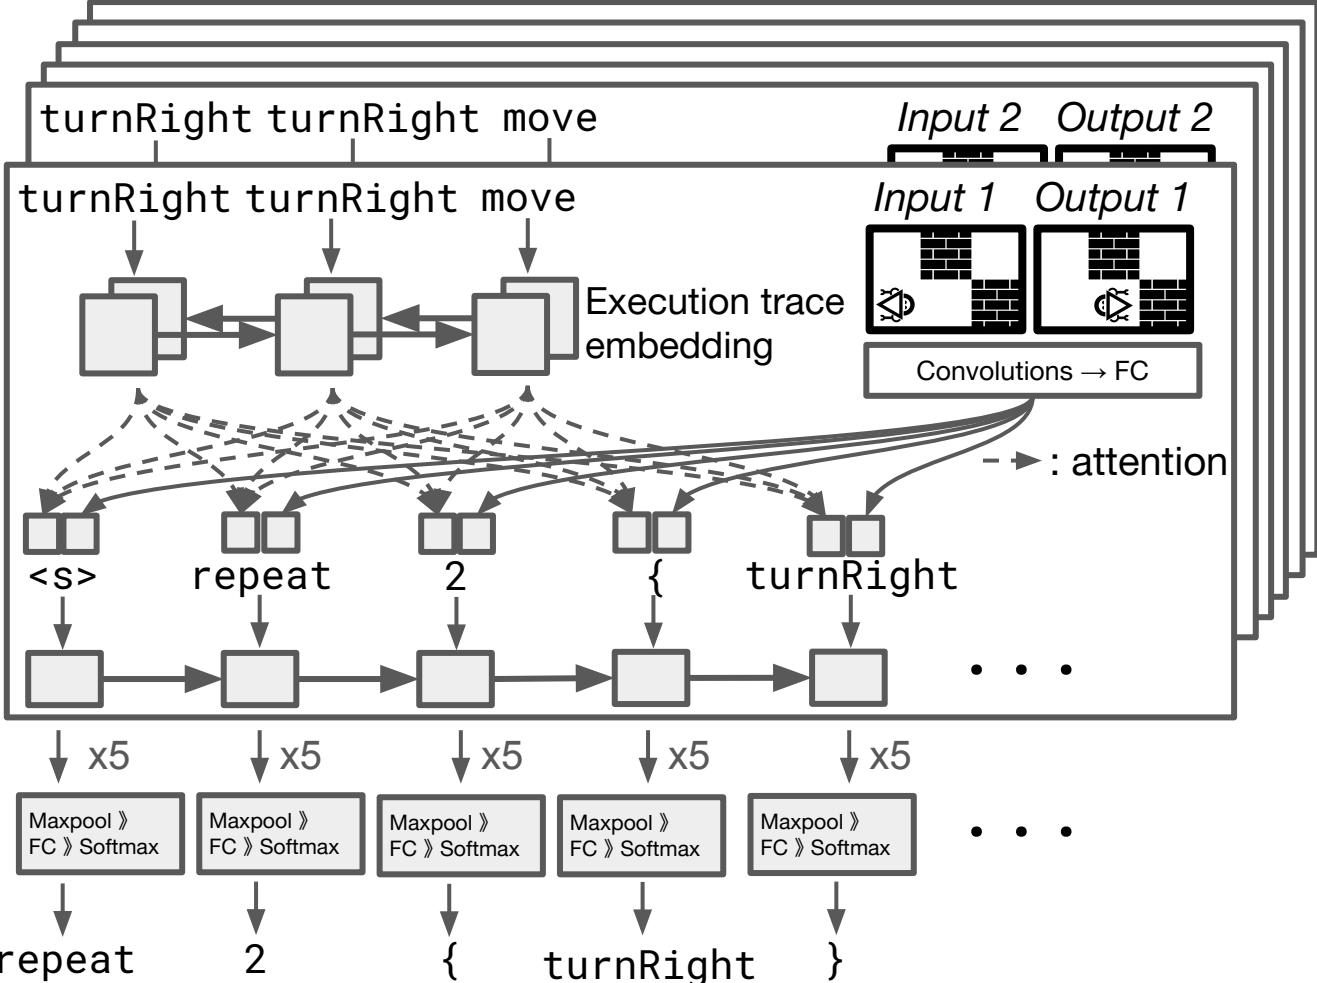 turnRight turnRight move
Input 2 Output 2
turnRight turnRight move
Input 1 Output 1
Execution trace
embedding
Convolutions → FC
: attention
<s> repeat 2 { turnRight
. . .
x5 x5 x5 x5 x5
Maxpool 》
FC 》 Softmax
Maxpool 》
FC 》 Softmax
Maxpool 》
FC 》 Softmax
Maxpool 》
FC 》 Softmax
Maxpool 》
FC 》 Softmax
. . .
repeat 2 { turnRight }